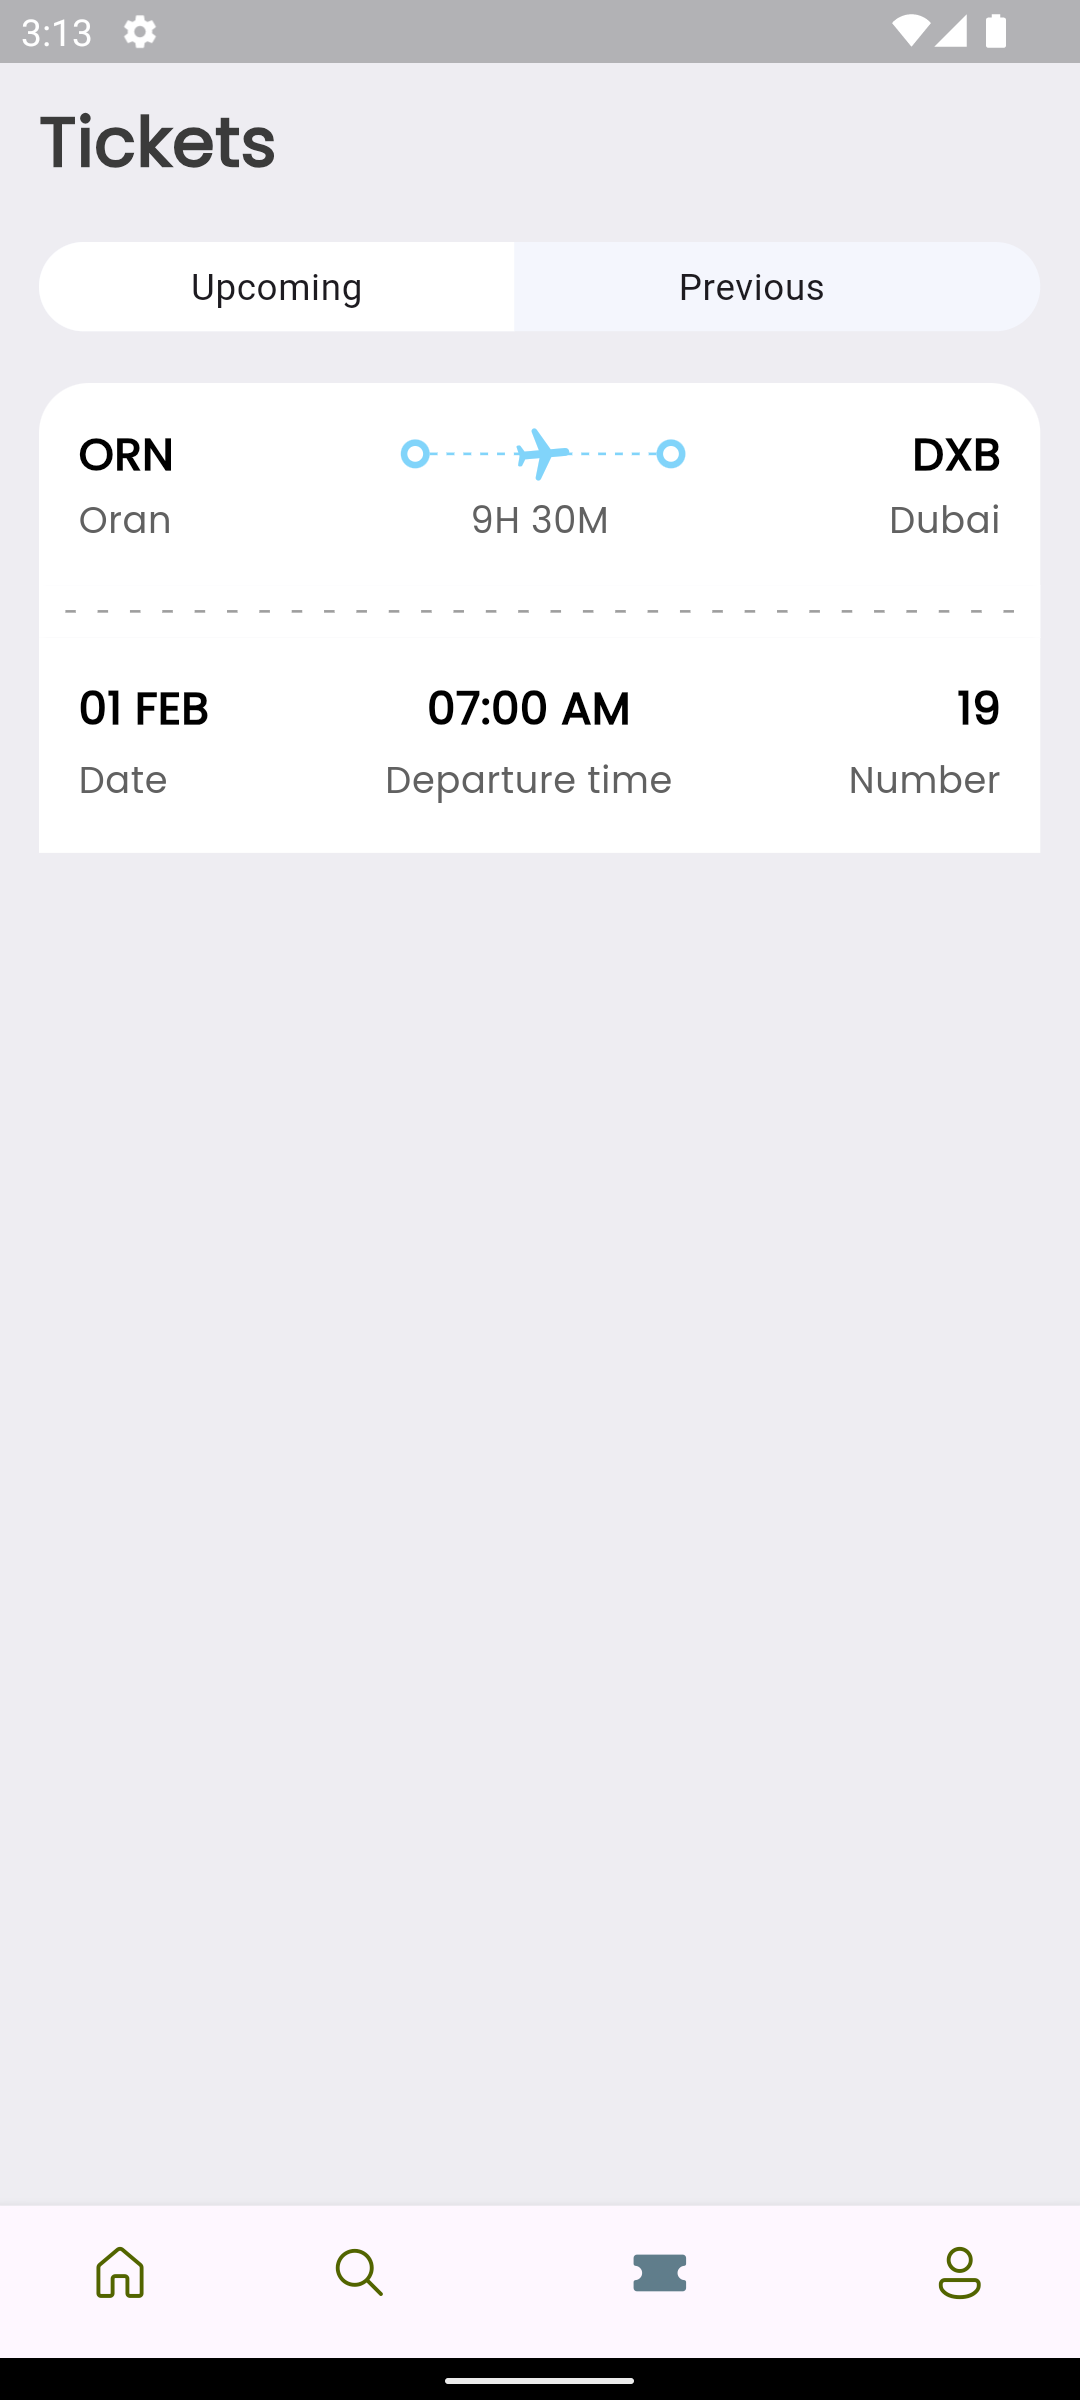 3:13
Tickets
Upcoming Previous
ORN DXB
Oran 9H 30M Dubai
01 FEB 07:00 AM 19
Date Departure time Number